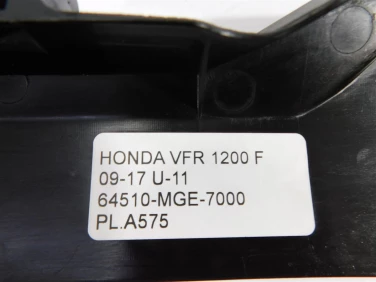 HONDA VFR 1200 F
09-17 U-11
64510-MGE-7000
PL.A575